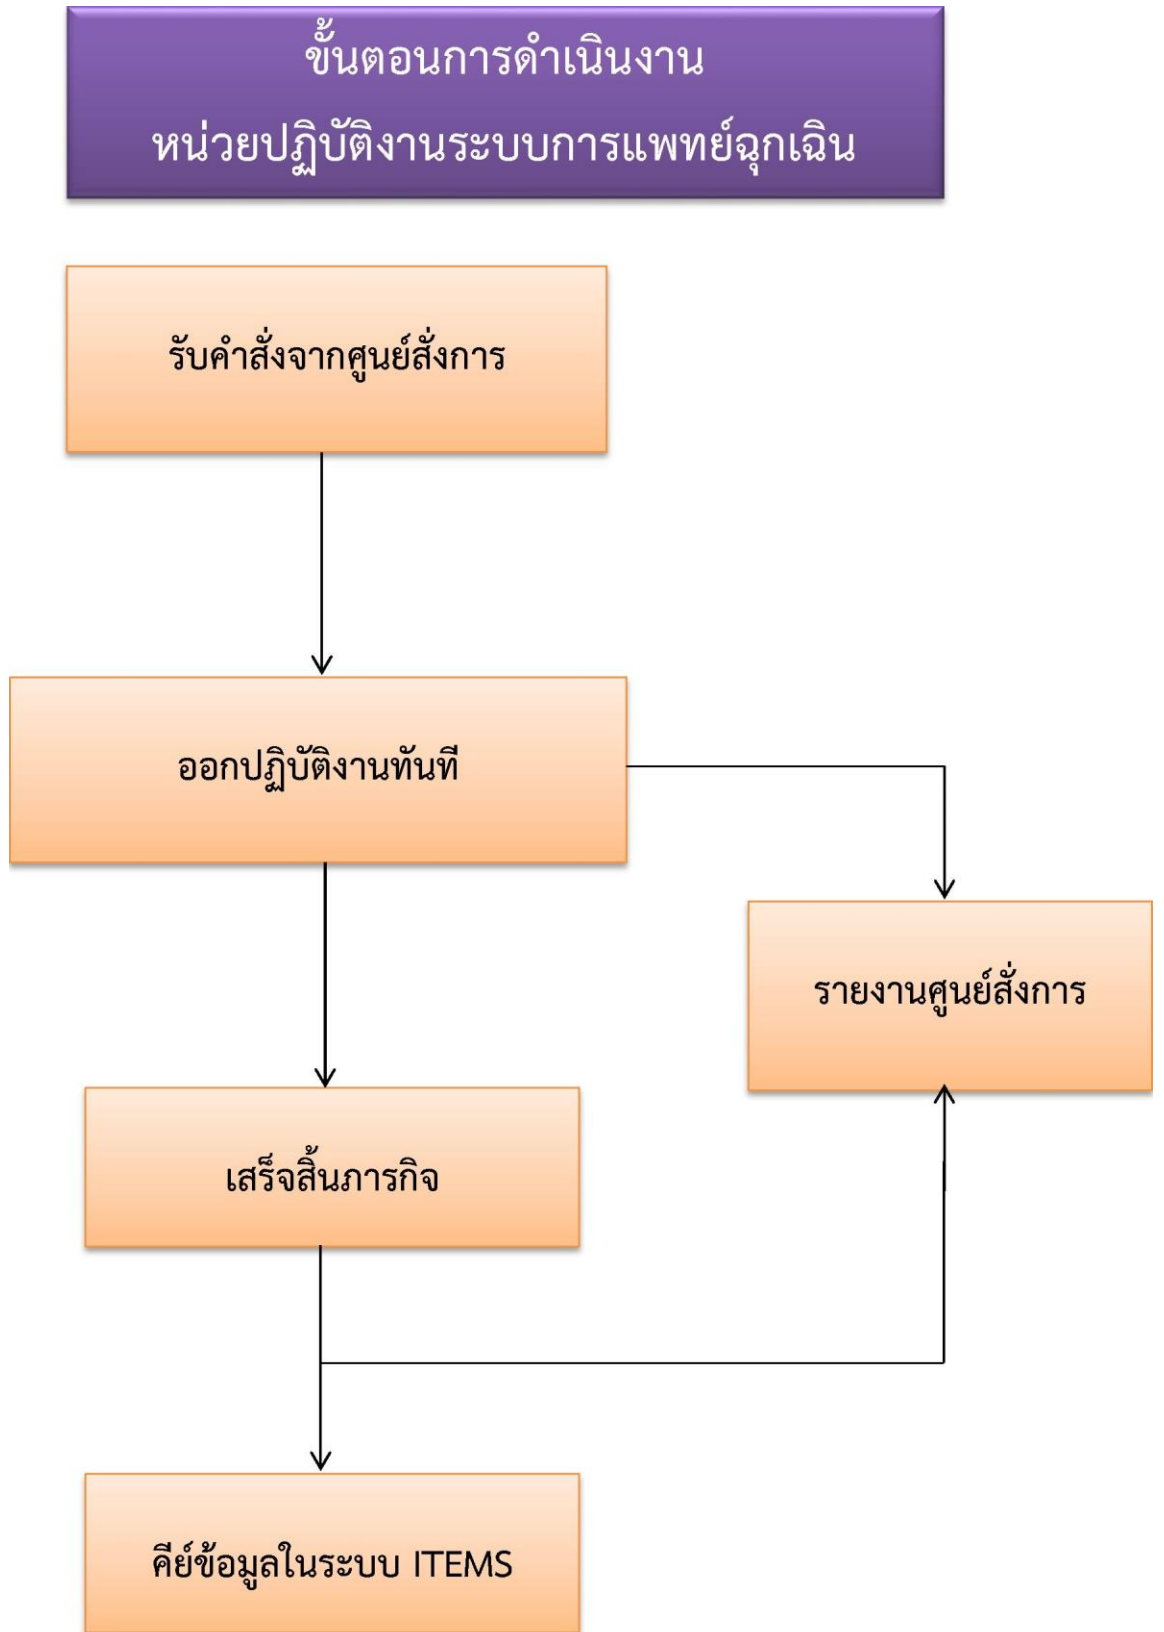 ขั้นตอนการดำเนินงาน
หน่วยปฏิบัติงานระบบการแพทย์ฉุกเฉิน
รับคำสั่งจากศูนย์สั่งการ
ออกปฏิบัติงานทันที
รายงานศูนย์สั่งการ
เสร็จสิ้นภารกิจ
คีย์ข้อมูลในระบบ ITEMS